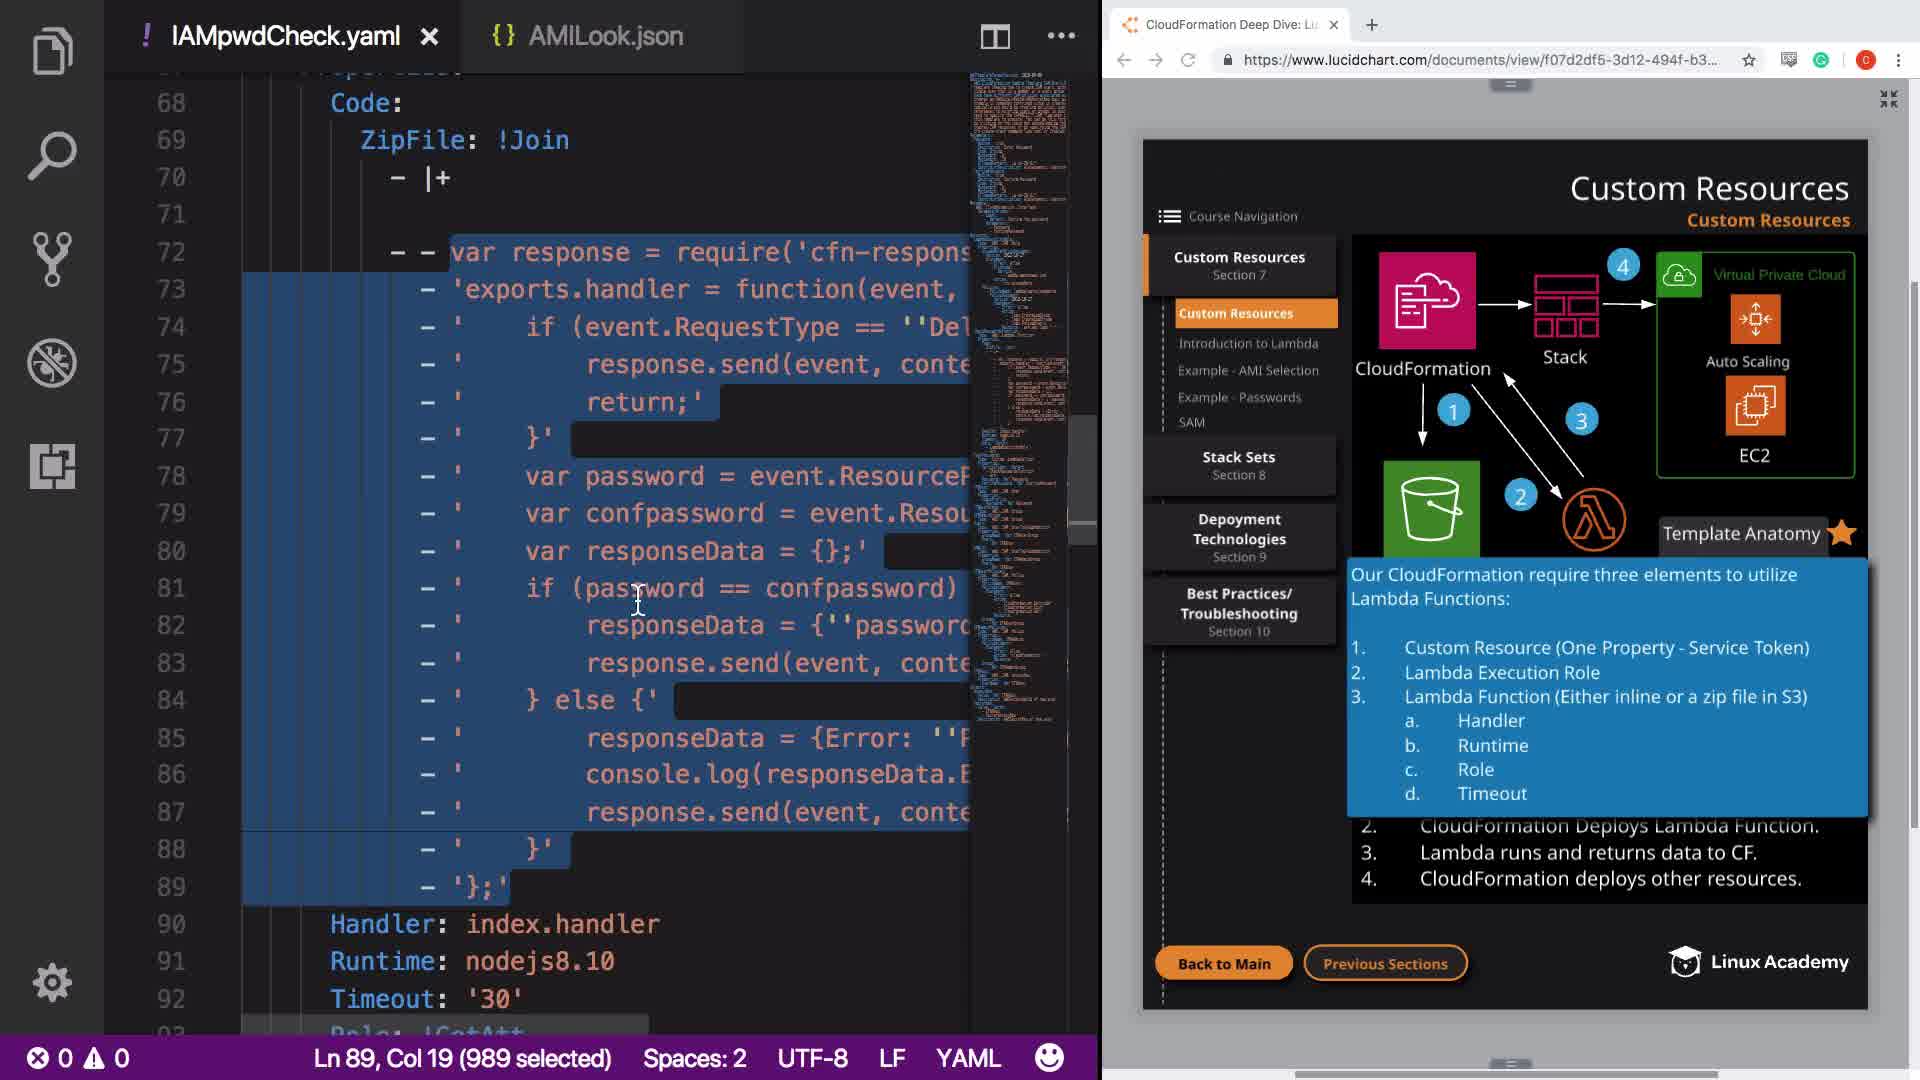 IAMpwdCheck.yaml
AMILook.json
68 Code:
69 ZipFile: !Join
70 - |+
71
72 - - var response = require('cfn-respons
73 - 'exports.handler = function(event,
74 - ' if (event.RequestType == ''Del
75 - ' response.send(event, conte
76 - ' return;'
77 - ' }'
78 - ' var password = event.ResourceP
79 - ' var confpassword = event.Resou
80 - ' var responseData = {};'
81 - ' if (password == confpassword)
82 - ' responseData = {''password
83 - ' response.send(event, conte
84 - ' } else {'
85 - ' responseData = {Error: ''P
86 - ' console.log(responseData.E
87 - ' response.send(event, conte
88 - ' }'
89 - '};'
90 Handler: index.handler
91 Runtime: nodejs8.10
92 Timeout: '30'
93 Role: !GetAtt
0 0 Ln 89, Col 19 (989 selected) Spaces: 2 UTF-8 LF YAML
CloudFormation Deep Dive: Lu
https://www.lucidchart.com/documents/view/f07d2df5-3d12-494f-b3...
C
Custom Resources
Custom Resources
Course Navigation
Custom Resources
Section 7
Custom Resources
Introduction to Lambda
Example - AMI Selection
Example - Passwords
SAM
Stack Sets
Section 8
Depoyment
Technologies
Section 9
Best Practices/
Troubleshooting
Section 10
CloudFormation
Stack
4
Virtual Private Cloud
Auto Scaling
EC2
1
2
3
Template Anatomy
Our CloudFormation require three elements to utilize
Lambda Functions:
1. Custom Resource (One Property - Service Token)
2. Lambda Execution Role
3. Lambda Function (Either inline or a zip file in S3)
a. Handler
b. Runtime
c. Role
d. Timeout
2. CloudFormation Deploys Lambda Function.
3. Lambda runs and returns data to CF.
4. CloudFormation deploys other resources.
Back to Main
Previous Sections
Linux Academy